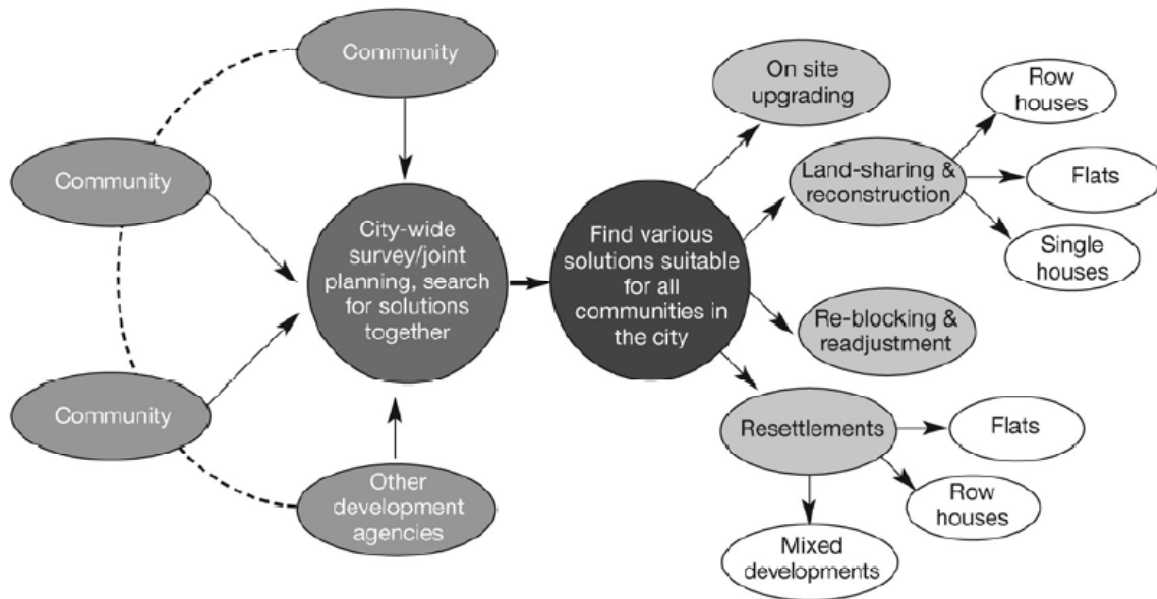 Community
Community
Community
Other
development
agencies
City-wide
survey/joint
planning, search
for solutions
together
Find various
solutions suitable
for all
communities in
the city
On site
upgrading
Land-sharing &
reconstruction
Row
houses
Flats
Single
houses
Re-blocking &
readjustment
Resettlements
Flats
Row
houses
Mixed
developments